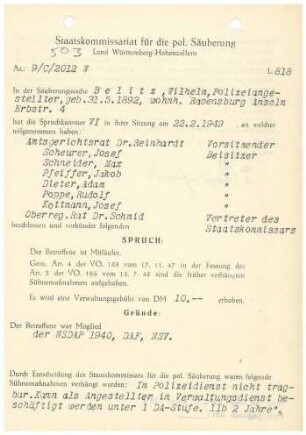 Staatskommissariat für die pol. Säuberung
503 Land Württemberg-Hohenzollern
Az.: 9/C/2012 W L.818
In der Säuberungssache B e l i t z , Wilhelm, Polizeiange-
stellter, geb. 31.5.1892, wohnh. Ravensburg Anselm
Erbstr. 4
hat die Spruchkammer VI in ihrer Sitzung am 22.2.1949 , an welcher
teilgenommen haben:
Amtsgerichtsrat Dr.Reinhardt Vorsitzender
Scheurer, Josef Beisitzer
Schneider, Max "
Pfeiffer, Jakob "
Dieter, Adam "
Poppe, Rudolf "
Kottmann, Josef "
Oberreg.Rat Dr.Schmid Vertreter des
beschlossen und verkündet folgenden Staatskommissars
SPRUCH:
Der Betroffene ist Mitläufer.
Gem. Art. 4 der VO. 133 vom 17. 11. 47 in der Fassung des
Art. 2 der VO. 165 vom 13. 7. 48 sind die früher verhängten
Sühnemaßnahmen aufgehoben.
Es wird eine Verwaltungsgebühr von DM 10.-- erhoben.
Gründe:
Der Betroffene war Mitglied
der NSDAP 1940, DAF, NSV.
Durch Entscheidung des Staatskommissars für die pol. Säuberung waren folgende
Sühnemaßnahmen verhängt worden: Im Polizeidienst nicht trag-
bar. Kann als Angestellter im Verwaltungsdienst be-
schäftigt werden unter 1 DA-Stufe. IIb 2 Jahre".